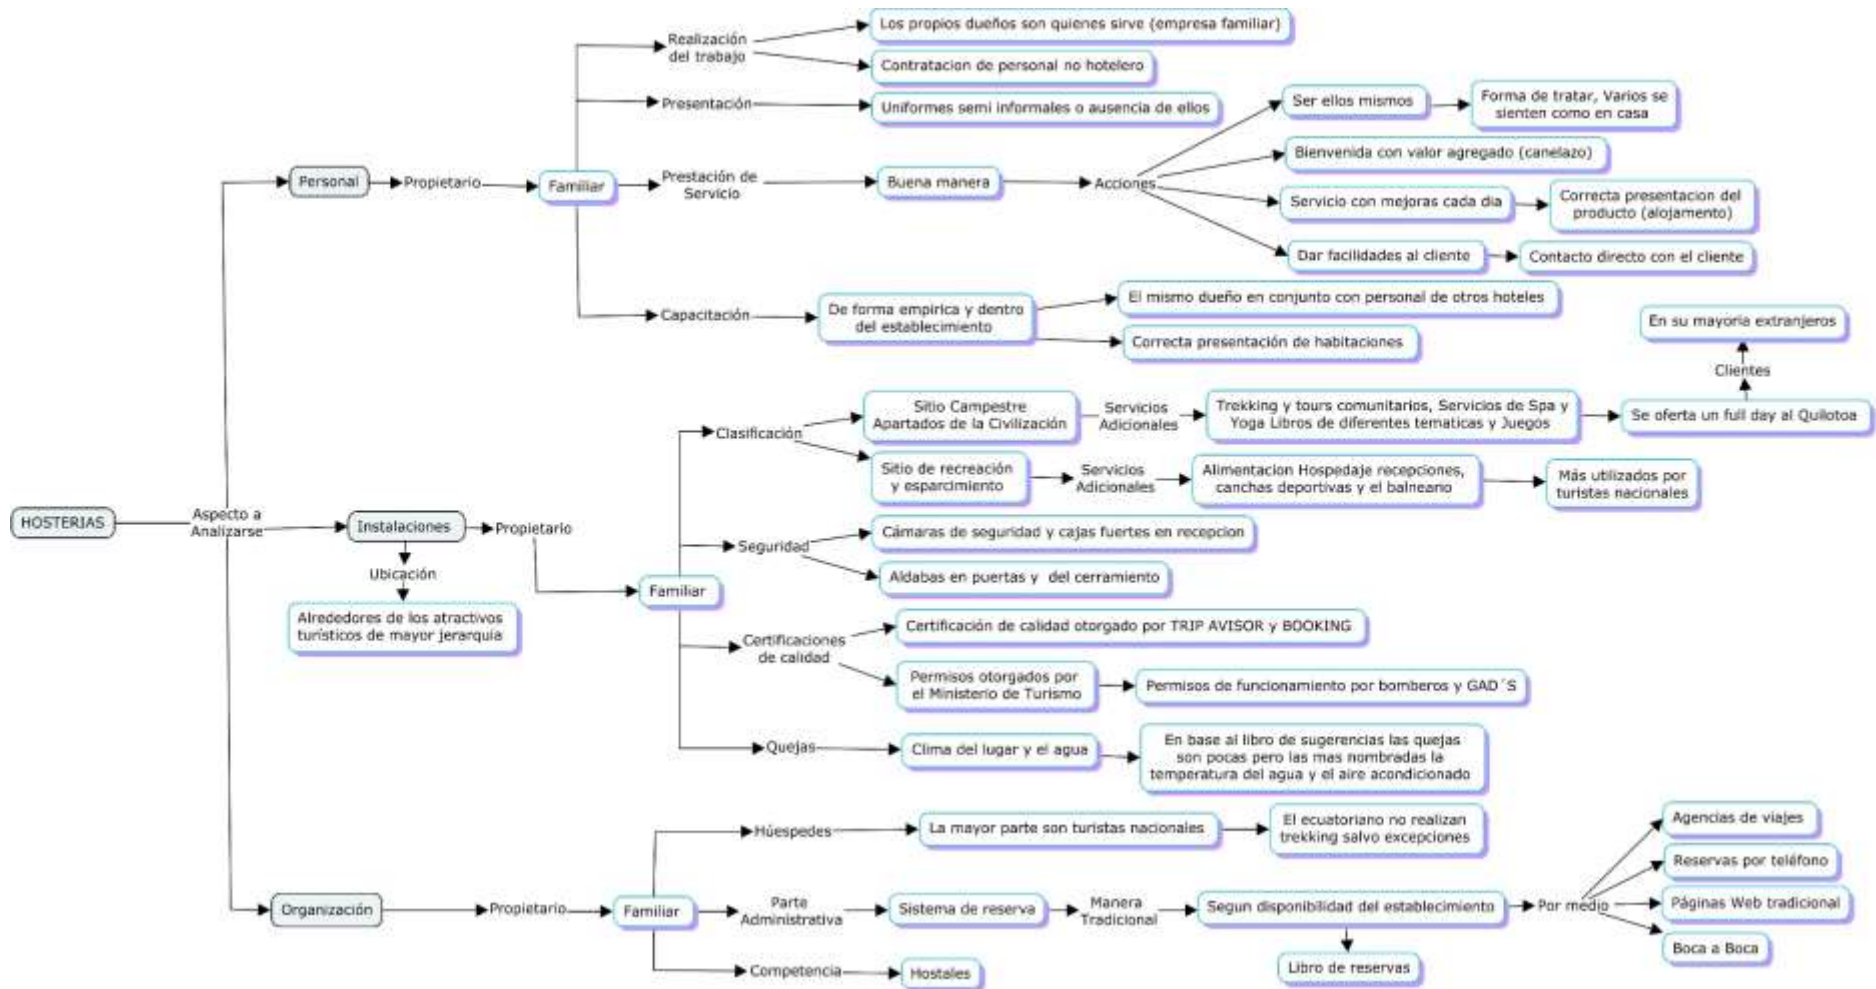 HOSTERIAS
Aspecto a
Analizarse
Personal
Propietario
Familiar
Realización
del trabajo
Los propios dueños son quienes sirve (empresa familiar)
Contratacion de personal no hotelero
Presentación
Uniformes semi informales o ausencia de ellos
Prestación de
Servicio
Buena manera
Acciones
Ser ellos mismos
Forma de tratar, Varios se
sienten como en casa
Bienvenida con valor agregado (canelazo)
Servicio con mejoras cada dia
Correcta presentacion del
producto (alojamento)
Dar facilidades al cliente
Contacto directo con el cliente
Capacitación
De forma empirica y dentro
del establecimiento
El mismo dueño en conjunto con personal de otros hoteles
Correcta presentación de habitaciones
Instalaciones
Ubicación
Alrededores de los atractivos
turísticos de mayor jerarquia
Propietario
Familiar
Clasificación
Sitio Campestre
Apartados de la Civilización
Servicios
Adicionales
Trekking y tours comunitarios, Servicios de Spa y
Yoga Libros de diferentes tematicas y Juegos
Se oferta un full day al Quilotoa
Clientes
En su mayoria extranjeros
Sitio de recreación
y esparcimiento
Servicios
Adicionales
Alimentacion Hospedaje recepciones,
canchas deportivas y el balneano
Más utilizados por
turistas nacionales
Seguridad
Cámaras de seguridad y cajas fuertes en recepcion
Aldabas en puertas y del cerramiento
Certificaciones
de calidad
Certificación de calidad otorgado por TRIP AVISOR y BOOKING
Permisos otorgados por
el Ministerio de Turismo
Permisos de funcionamiento por bomberos y GAD´S
Quejas
Clima del lugar y el agua
En base al libro de sugerencias las quejas
son pocas pero las mas nombradas la
temperatura del agua y el aire acondicionado
Organización
Propietario
Familiar
Húespedes
La mayor parte son turistas nacionales
El ecuatoriano no realizan
trekking salvo excepciones
Parte
Administrativa
Sistema de reserva
Manera
Tradicional
Segun disponibilidad del establecimiento
Libro de reservas
Por medio
Agencias de viajes
Reservas por teléfono
Páginas Web tradicional
Boca a Boca
Competencia
Hostales